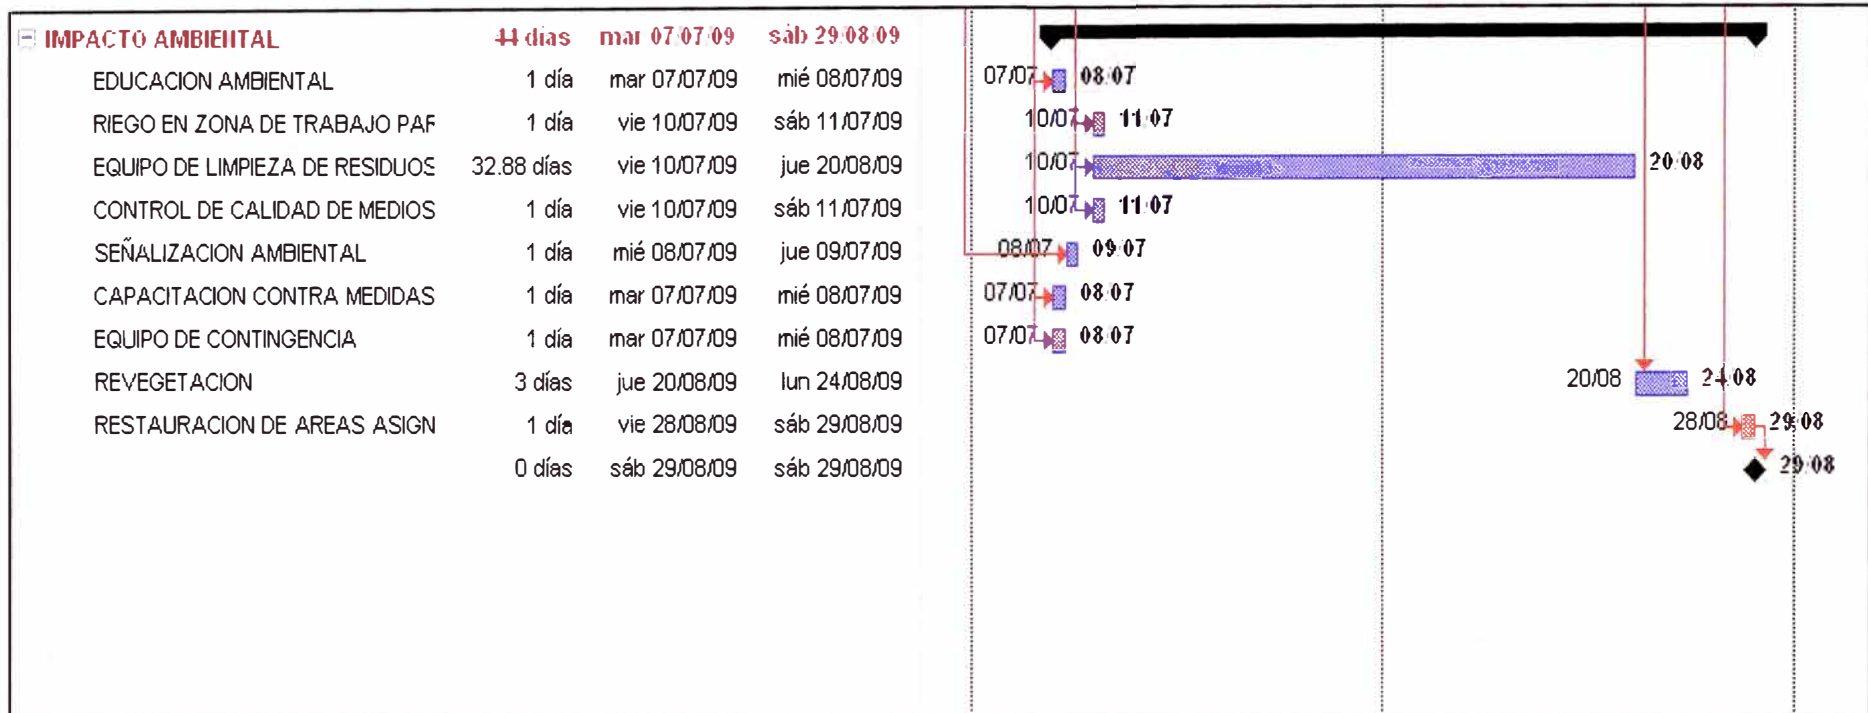 IMPACTO AMBIENTAL 44 días mar 07/07/09 sáb 29/08/09
EDUCACION AMBIENTAL 1 día mar 07/07/09 mié 08/07/09 07/07 08/07
RIEGO EN ZONA DE TRABAJO PAR 1 día vie 10/07/09 sáb 11/07/09 10/07 11/07
EQUIPO DE LIMPIEZA DE RESIDUOS 32.88 días vie 10/07/09 jue 20/08/09 10/07 20/08
CONTROL DE CALIDAD DE MEDIOS 1 día vie 10/07/09 sáb 11/07/09 10/07 11/07
SEÑALIZACION AMBIENTAL 1 día mié 08/07/09 jue 09/07/09 08/07 09/07
CAPACITACION CONTRA MEDIDAS 1 día mar 07/07/09 mié 08/07/09 07/07 08/07
EQUIPO DE CONTINGENCIA 1 día mar 07/07/09 mié 08/07/09 07/07 08/07
REVEGETACION 3 días jue 20/08/09 lun 24/08/09 20/08 24/08
RESTAURACION DE AREAS ASIGN 1 día vie 28/08/09 sáb 29/08/09 28/08 29/08
0 días sáb 29/08/09 sáb 29/08/09 29/08